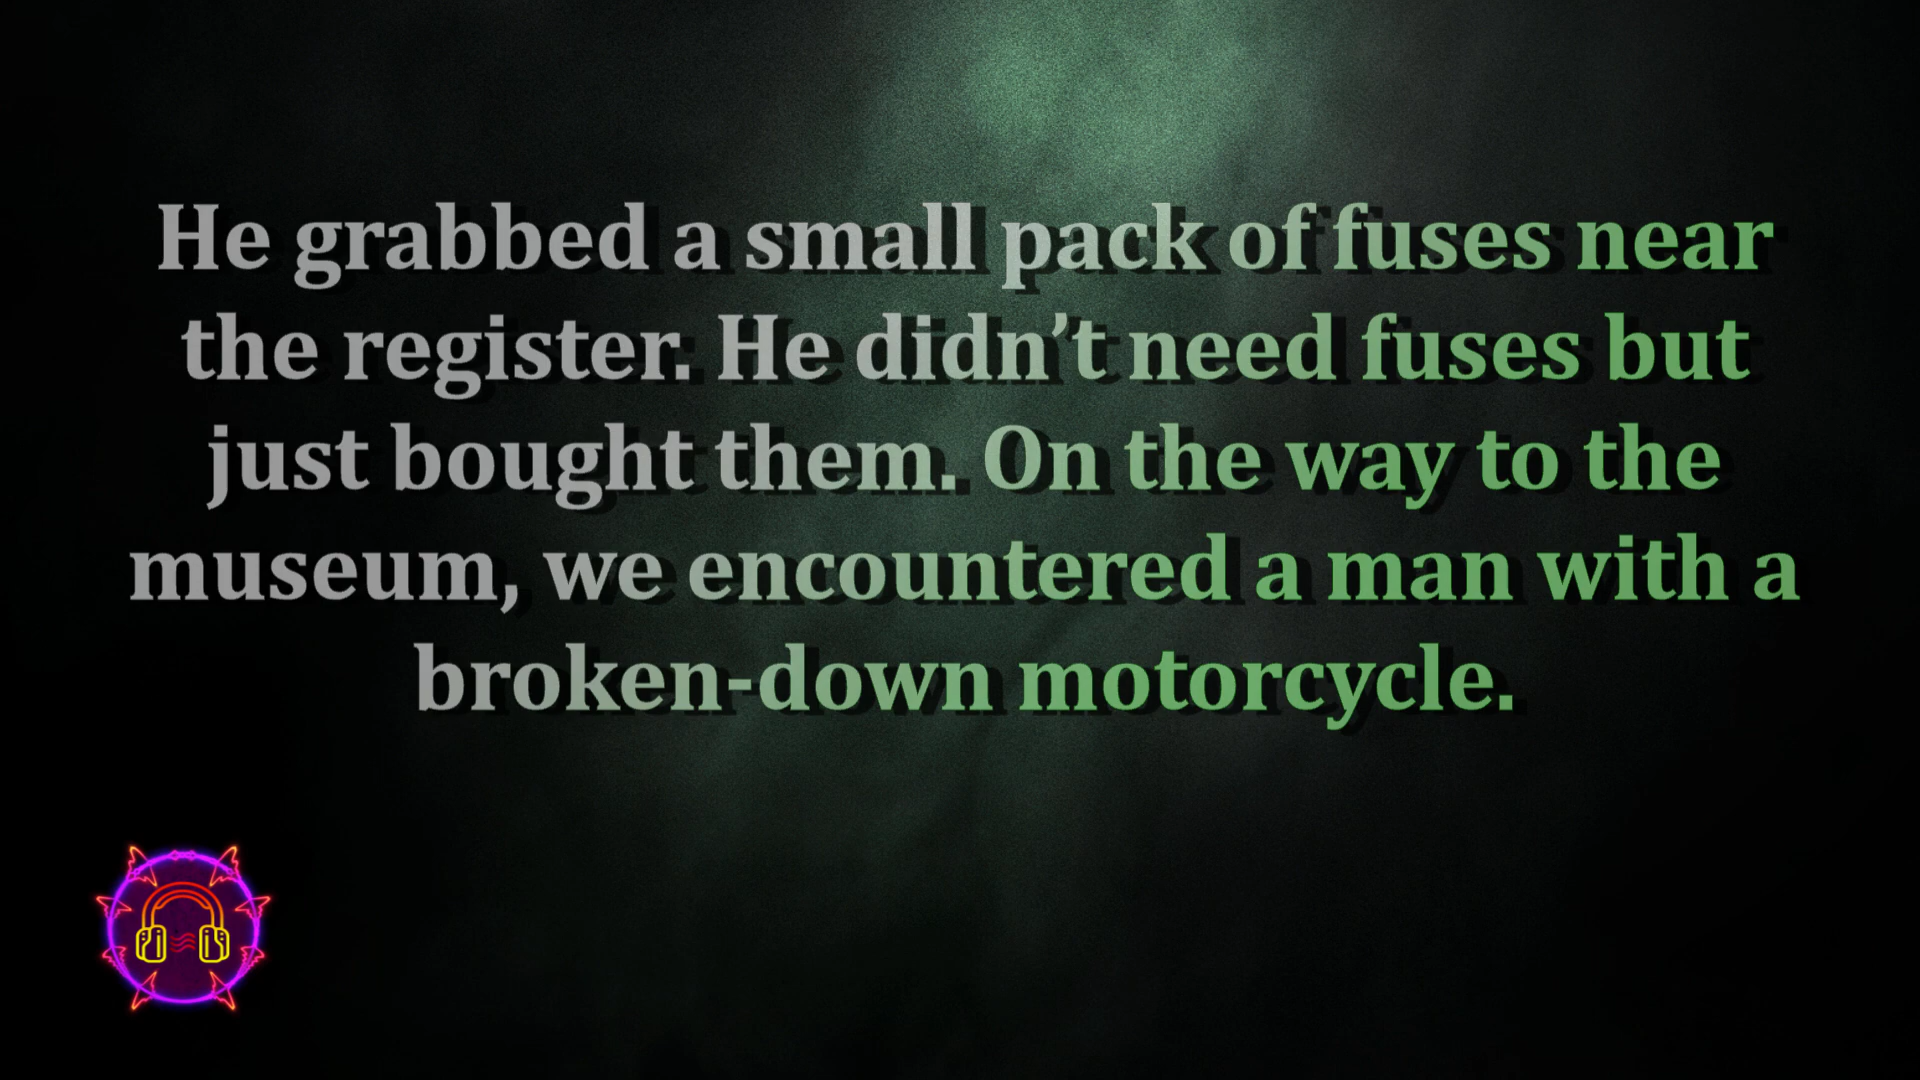 He grabbed a small pack of fuses near
the register. He didn’t need fuses but
just bought them. On the way to the
museum, we encountered a man with a
broken-down motorcycle.